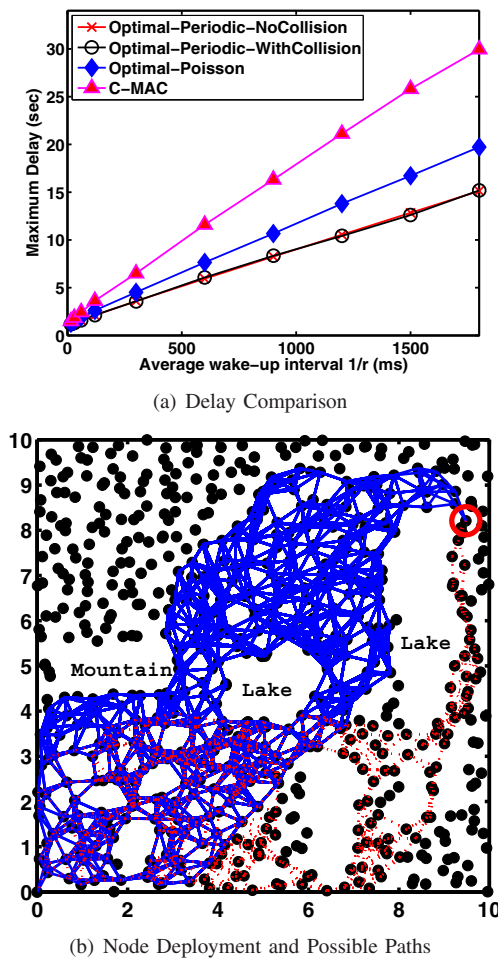 Optimal-Periodic-NoCollision
Optimal-Periodic-WithCollision
Optimal-Poisson
C-MAC
Maximum Delay (sec)
30
25
20
15
10
5
0
0
500
1000
1500
Average wake-up interval 1/r (ms)
(a) Delay Comparison
10
9
8
7
6
5
4
3
2
1
0
Mountain
Lake
Lake
0
2
4
6
8
10
(b) Node Deployment and Possible Paths